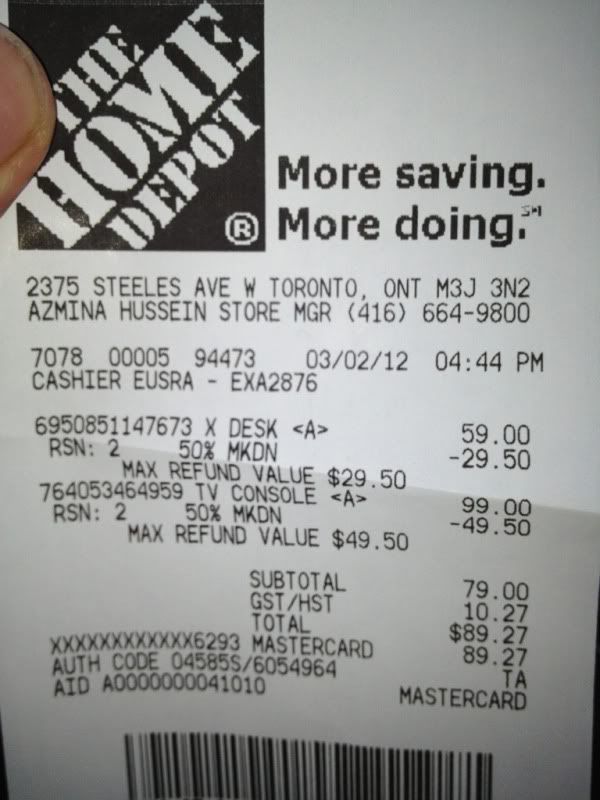 THE
HOME
DEPOT
®
More saving.
More doing.℠
2375 STEELES AVE W TORONTO, ONT M3J 3N2
AZMINA HUSSEIN STORE MGR (416) 664-9800
7078 00005 94473 03/02/12 04:44 PM
CASHIER EUSRA - EXA2876
6950851147673 X DESK <A> 59.00
RSN: 2 50% MKDN -29.50
MAX REFUND VALUE $29.50
764053464959 TV CONSOLE <A> 99.00
RSN: 2 50% MKDN -49.50
MAX REFUND VALUE $49.50
SUBTOTAL 79.00
GST/HST 10.27
TOTAL $89.27
XXXXXXXXXXXX6293 MASTERCARD 89.27
AUTH CODE 04585S/6054964 TA
AID A0000000041010 MASTERCARD